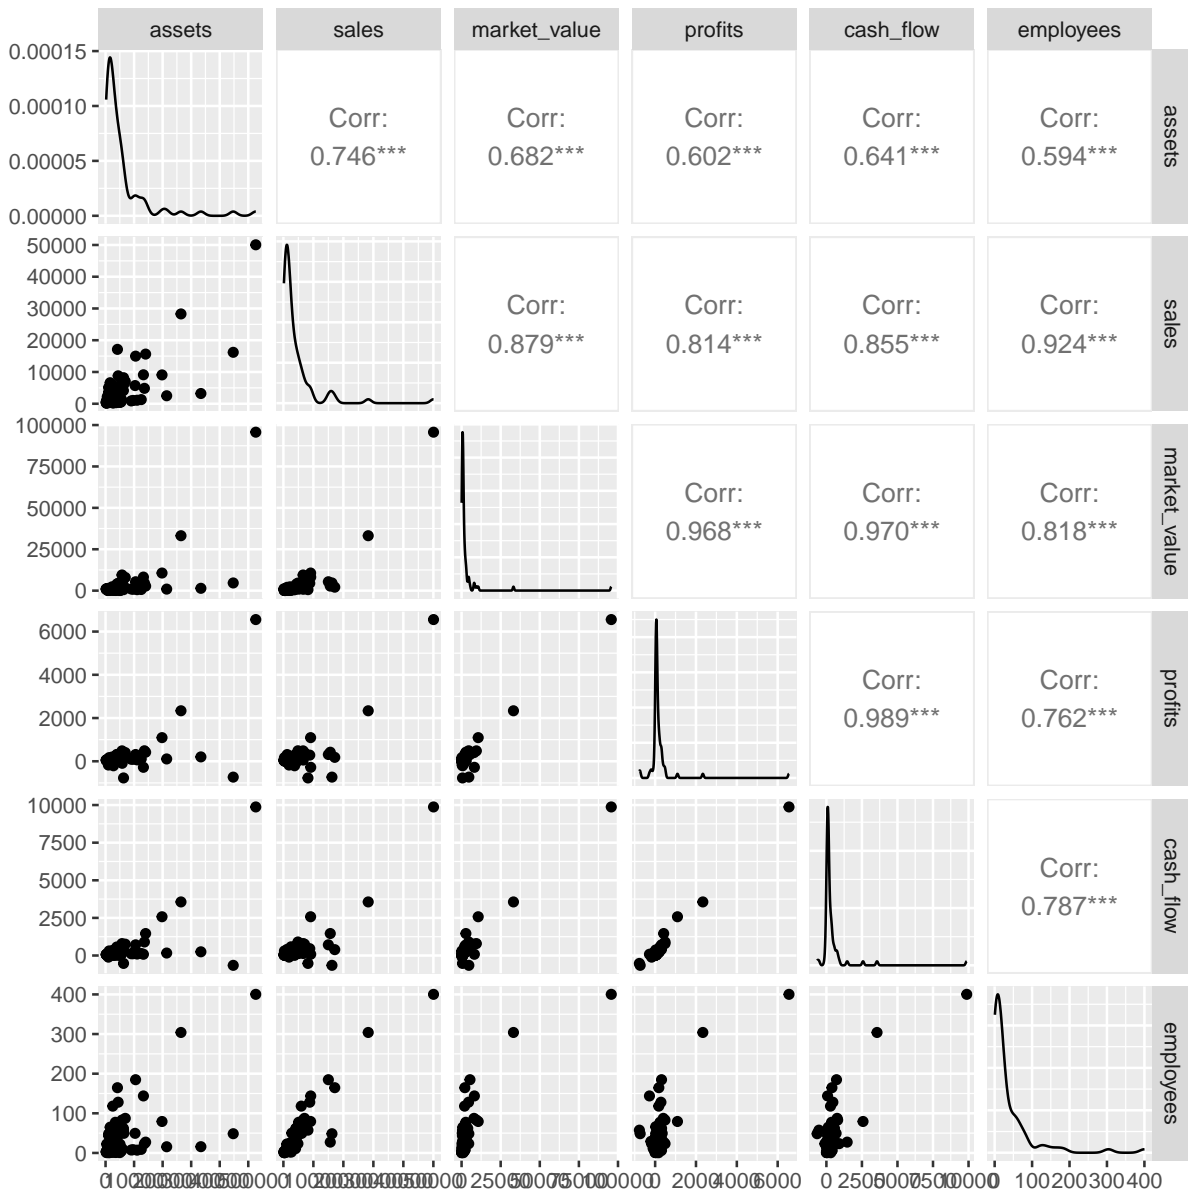 assets sales market_value profits cash_flow employees
0.00015
0.00010
0.00005
0.00000
Corr:
0.746***
Corr:
0.682***
Corr:
0.602***
Corr:
0.641***
Corr:
0.594***
assets
50000
40000
30000
20000
10000
0
Corr:
0.879***
Corr:
0.814***
Corr:
0.855***
Corr:
0.924***
sales
100000
75000
50000
25000
0
Corr:
0.968***
Corr:
0.970***
Corr:
0.818***
market_value
6000
4000
2000
0
Corr:
0.989***
Corr:
0.762***
profits
10000
7500
5000
2500
0
Corr:
0.787***
cash_flow
400
300
200
100
0
employees
0 2000 4000 6000
0 100 200 300 400